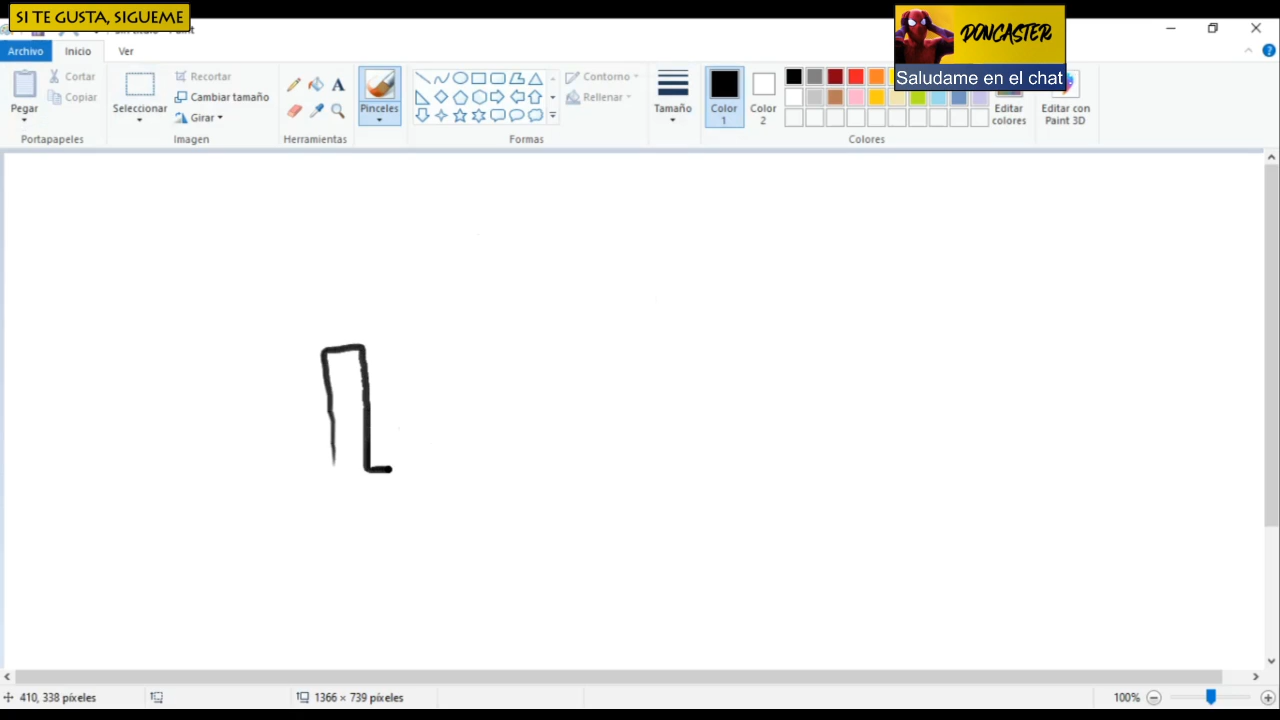 SI TE GUSTA, SIGUEME
DONCASTER
Saludame en el chat
Archivo
Inicio
Ver
Pegar
Cortar
Copiar
Portapapeles
Seleccionar
Recortar
Cambiar tamaño
Girar
Imagen
Herramientas
Pinceles
Formas
Contorno
Rellenar
Tamaño
Color
1
Color
2
Colores
Editar
colores
Editar con
Paint 3D
410, 338 píxeles
1366 × 739 píxeles
100%